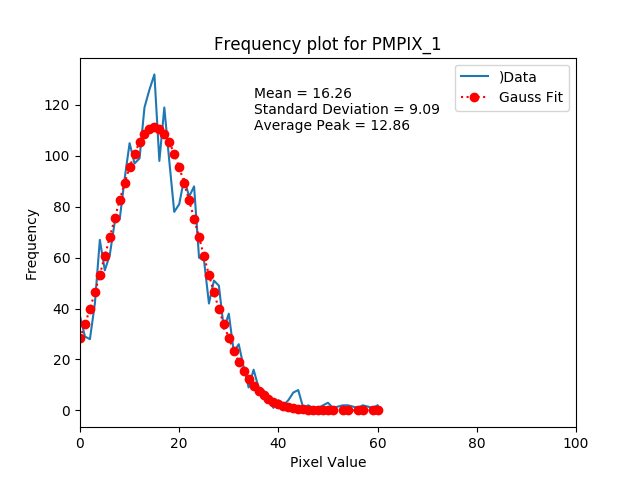 Frequency plot for PMPIX_1
)Data
Gauss Fit
Mean = 16.26
Standard Deviation = 9.09
Average Peak = 12.86
Frequency
120
100
80
60
40
20
0
0 20 40 60 80 100
Pixel Value